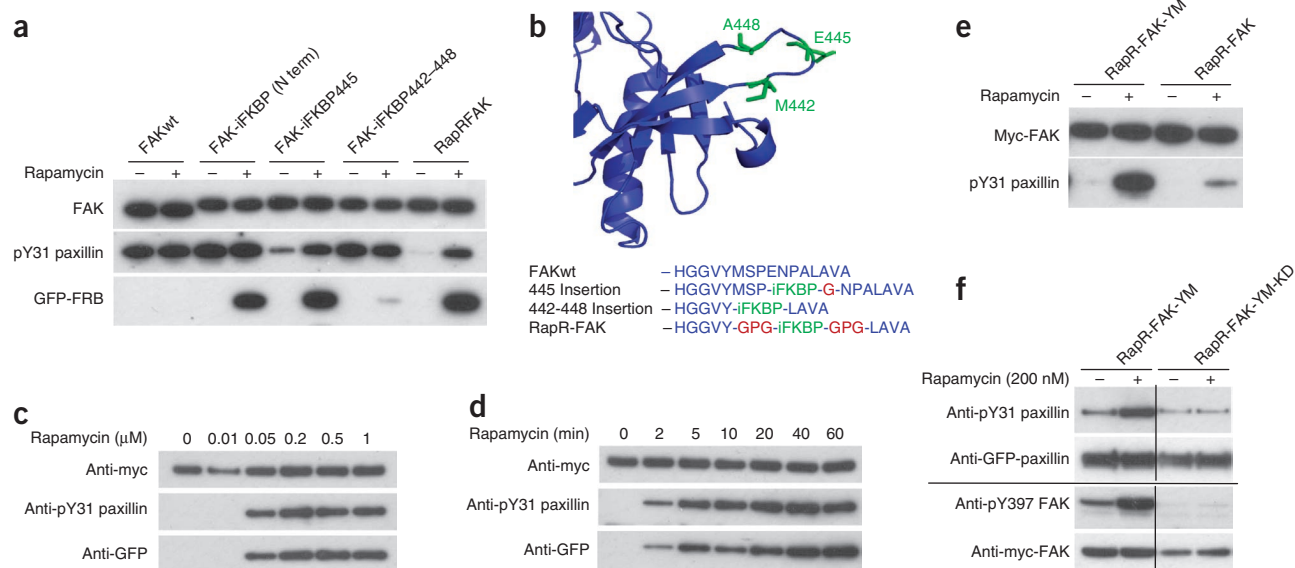 a
FAKwt
FAK-iFKBP (N term)
FAK-iFKBP445
FAK-iFKBP442–448
RapRFAK
Rapamycin – + – + – + – + – +
FAK
pY31 paxillin
GFP-FRB
b
A448
E445
M442
FAKwt –HGGVYMSPENPALAVA
445 Insertion –HGGVYMSP-iFKBP-G-NPALAVA
442-448 Insertion –HGGVY-iFKBP-LAVA
RapR-FAK –HGGVY-GPG-iFKBP-GPG-LAVA
c
Rapamycin (μM) 0 0.01 0.05 0.2 0.5 1
Anti-myc
Anti-pY31 paxillin
Anti-GFP
d
Rapamycin (min) 0 2 5 10 20 40 60
Anti-myc
Anti-pY31 paxillin
Anti-GFP
e
RapR-FAK-YM
RapR-FAK
Rapamycin – + – +
Myc-FAK
pY31 paxillin
f
RapR-FAK-YM
RapR-FAK-YM-KD
Rapamycin (200 nM) – + – +
Anti-pY31 paxillin
Anti-GFP-paxillin
Anti-pY397 FAK
Anti-myc-FAK